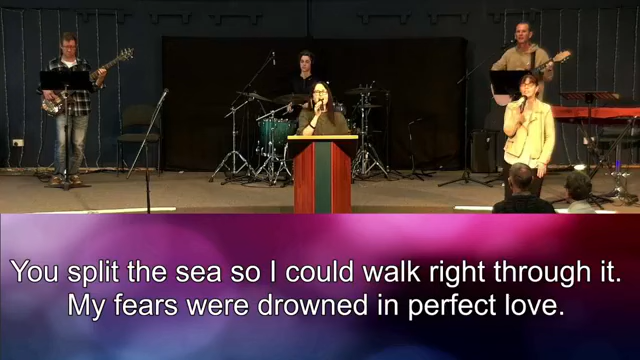 You split the sea so I could walk right through it.
My fears were drowned in perfect love.